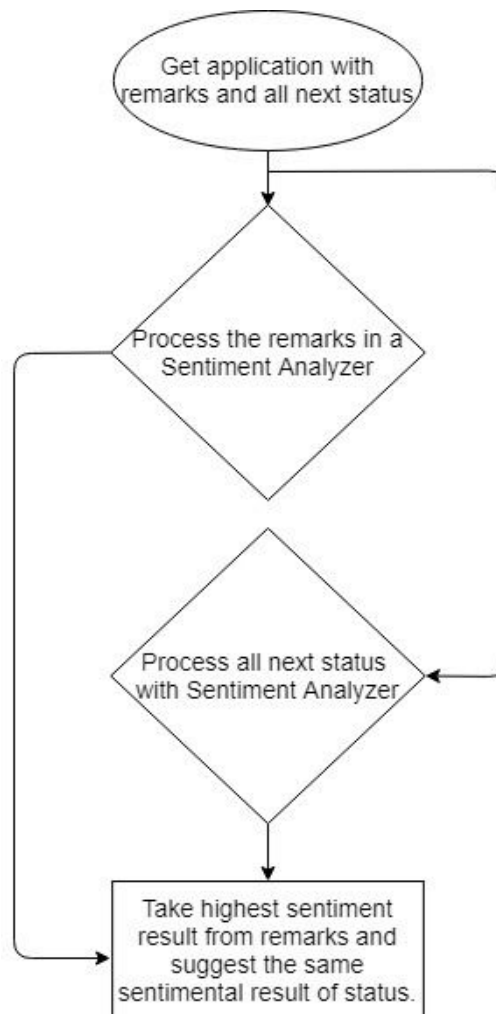 Get application with
remarks and all next status
Process the remarks in a
Sentiment Analyzer
Process all next status
with Sentiment Analyzer
Take highest sentiment
result from remarks and
suggest the same
sentimental result of status.